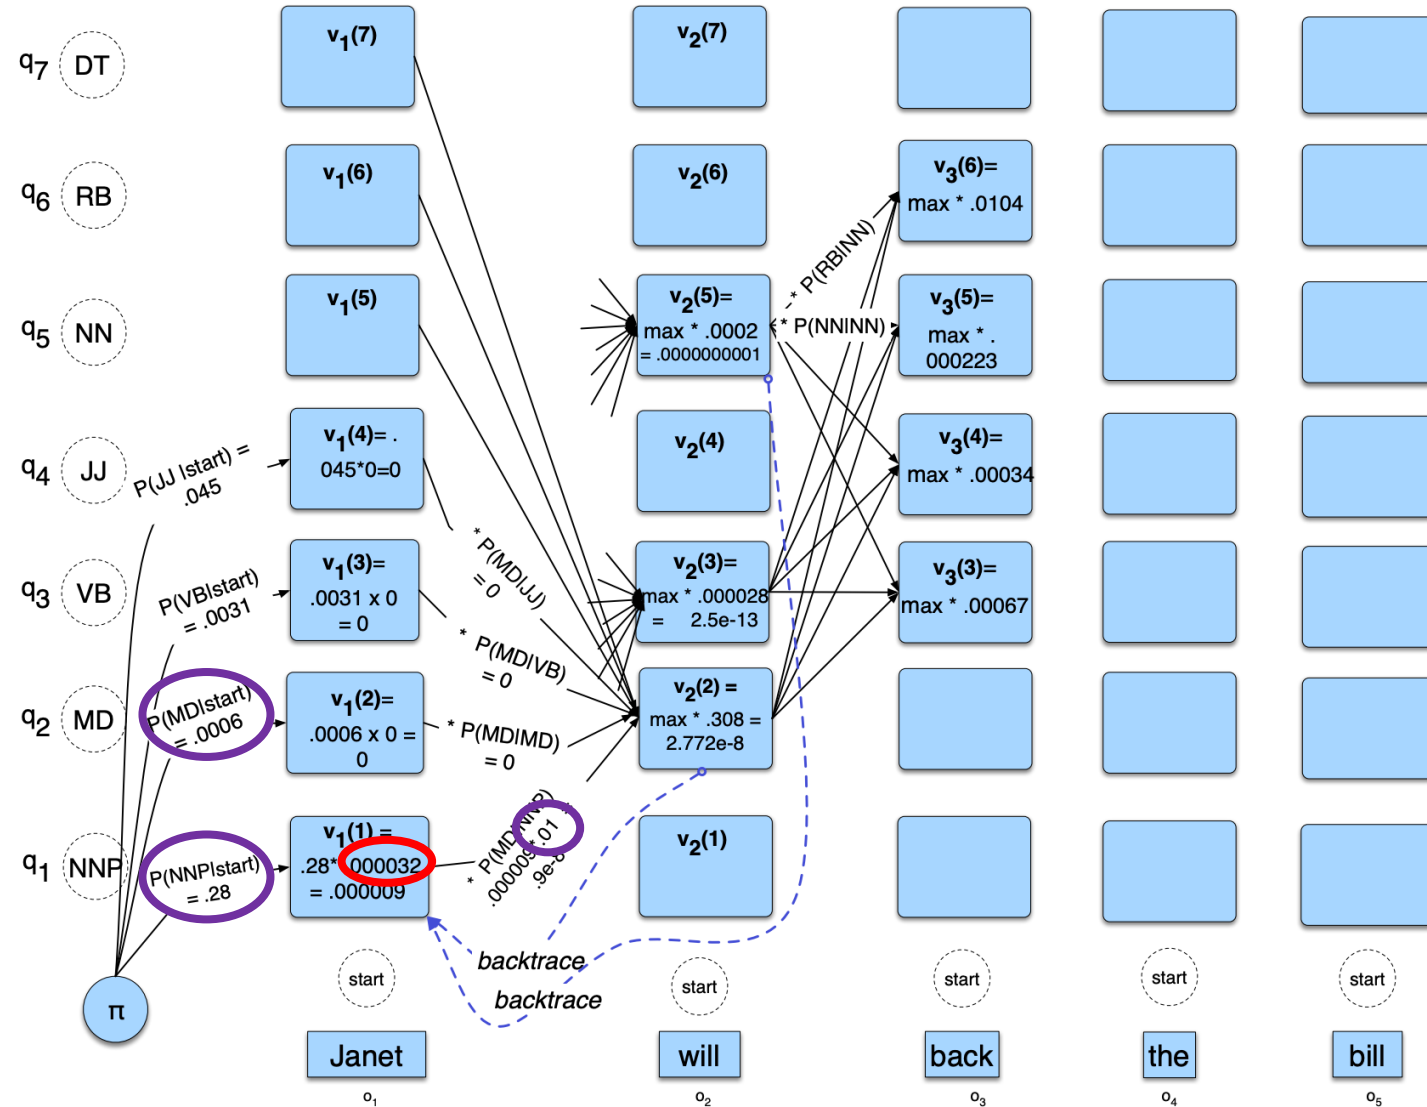 q7 DT
v1(7)
v2(7)
q6 RB
v1(6)
v2(6)
v3(6)=
max * .0104
* P(RB|NN)
q5 NN
v1(5)
v2(5)=
max * .0002
= .0000000001
* P(NN|NN)
v3(5)=
max * .
000223
q4 JJ
P(JJ |start) =
.045
v1(4)= .
045*0=0
* P(MD|JJ)
= 0
v2(4)
v3(4)=
max * .00034
q3 VB
P(VB|start)
= .0031
v1(3)=
.0031 x 0
= 0
* P(MD|VB)
= 0
v2(3)=
max * .000028
= 2.5e-13
v3(3)=
max * .00067
q2 MD
P(MD|start)
= .0006
v1(2)=
.0006 x 0 =
0
* P(MD|MD)
= 0
v2(2) =
max * .308 =
2.772e-8
q1 NNP
P(NNP|start)
= .28
v1(1) =
.28* .000032
= .000009
* P(MD|NNP)
.000009*.01
.9e-8
v2(1)
backtrace
backtrace
π
start
start
start
start
start
Janet
will
back
the
bill
o1
o2
o3
o4
o5